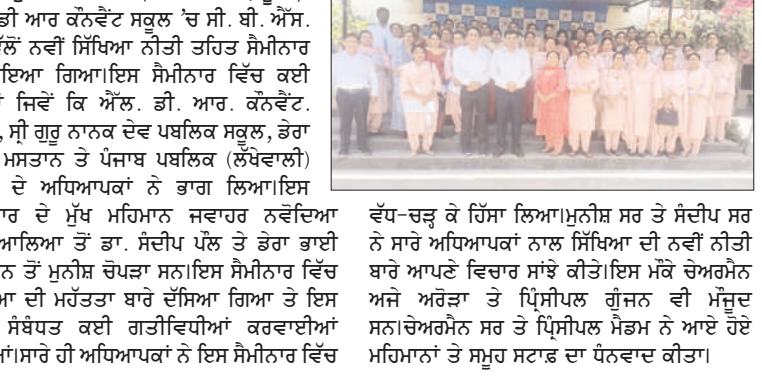 ਡੀ ਆਰ ਕੌਨਵੈਂਟ ਸਕੂਲ 'ਚ ਸੀ. ਬੀ. ਐੱਸ.
ਨਵੀਂ ਸਿੱਖਿਆ ਨੀਤੀ ਤਹਿਤ ਸੈਮੀਨਾਰ
ਗਿਆ।ਇਸ ਸੈਮੀਨਾਰ ਵਿੱਚ ਕਈ
ਜਿਵੇਂ ਕਿ ਐੱਲ. ਡੀ. ਆਰ. ਕੌਨਵੈਂਟ.
, ਸ੍ਰੀ ਗੁਰੂ ਨਾਨਕ ਦੇਵ ਪਬਲਿਕ ਸਕੂਲ, ਡੇਰਾ
ਮਸਤਾਨ ਤੇ ਪੰਜਾਬ ਪਬਲਿਕ (ਲੱਖੇਵਾਲੀ)
ਦੇ ਅਧਿਆਪਕਾਂ ਨੇ ਭਾਗ ਲਿਆ।ਇਸ
ਦੇ ਮੁੱਖ ਮਹਿਮਾਨ ਜਵਾਹਰ ਨਵੋਦਿਆ
ਤੋਂ ਡਾ. ਸੰਦੀਪ ਪੌਲ ਤੇ ਡੇਰਾ ਭਾਈ
ਤੋਂ ਮੁਨੀਸ਼ ਚੋਪੜਾ ਸਨ।ਇਸ ਸੈਮੀਨਾਰ ਵਿੱਚ
ਦੀ ਮਹੱਤਤਾ ਬਾਰੇ ਦੱਸਿਆ ਗਿਆ ਤੇ ਇਸ
ਸੰਬੰਧਤ ਕਈ ਗਤੀਵਿਧੀਆਂ ਕਰਵਾਈਆਂ
ਸਾਰੇ ਹੀ ਅਧਿਆਪਕਾਂ ਨੇ ਇਸ ਸੈਮੀਨਾਰ ਵਿੱਚ
ਵੱਧ-ਚੜ੍ਹ ਕੇ ਹਿੱਸਾ ਲਿਆ।ਮੁਨੀਸ਼ ਸਰ ਤੇ ਸੰਦੀਪ ਸਰ
ਨੇ ਸਾਰੇ ਅਧਿਆਪਕਾਂ ਨਾਲ ਸਿੱਖਿਆ ਦੀ ਨਵੀਂ ਨੀਤੀ
ਬਾਰੇ ਆਪਣੇ ਵਿਚਾਰ ਸਾਂਝੇ ਕੀਤੇ।ਇਸ ਮੌਕੇ ਚੇਅਰਮੈਨ
ਅਜੇ ਅਰੋੜਾ ਤੇ ਪ੍ਰਿੰਸੀਪਲ ਗੁੰਜਨ ਵੀ ਮੌਜੂਦ
ਸਨ।ਚੇਅਰਮੈਨ ਸਰ ਤੇ ਪ੍ਰਿੰਸੀਪਲ ਮੈਡਮ ਨੇ ਆਏ ਹੋਏ
ਮਹਿਮਾਨਾਂ ਤੇ ਸਮੂਹ ਸਟਾਫ਼ ਦਾ ਧੰਨਵਾਦ ਕੀਤਾ।